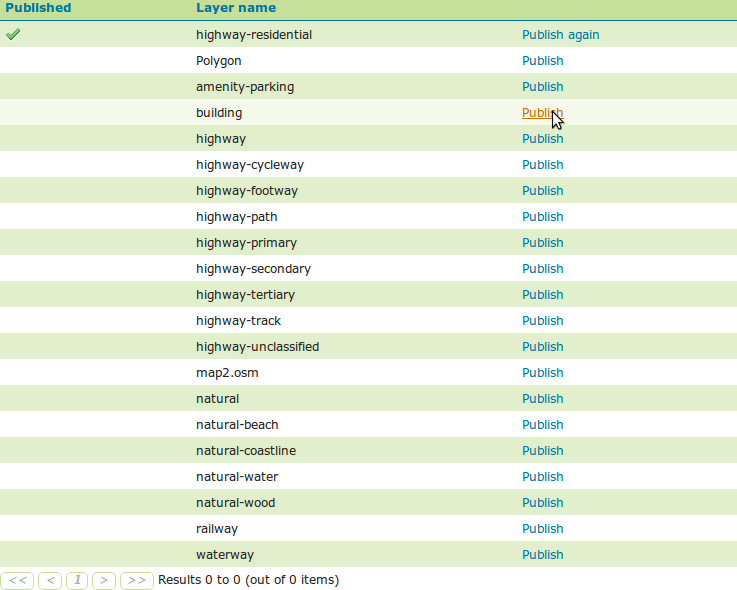 Published Layer name
highway-residential Publish again
Polygon Publish
amenity-parking Publish
building Publish
highway Publish
highway-cycleway Publish
highway-footway Publish
highway-path Publish
highway-primary Publish
highway-secondary Publish
highway-tertiary Publish
highway-track Publish
highway-unclassified Publish
map2.osm Publish
natural Publish
natural-beach Publish
natural-coastline Publish
natural-water Publish
natural-wood Publish
railway Publish
waterway Publish
<< < 1 > >> Results 0 to 0 (out of 0 items)